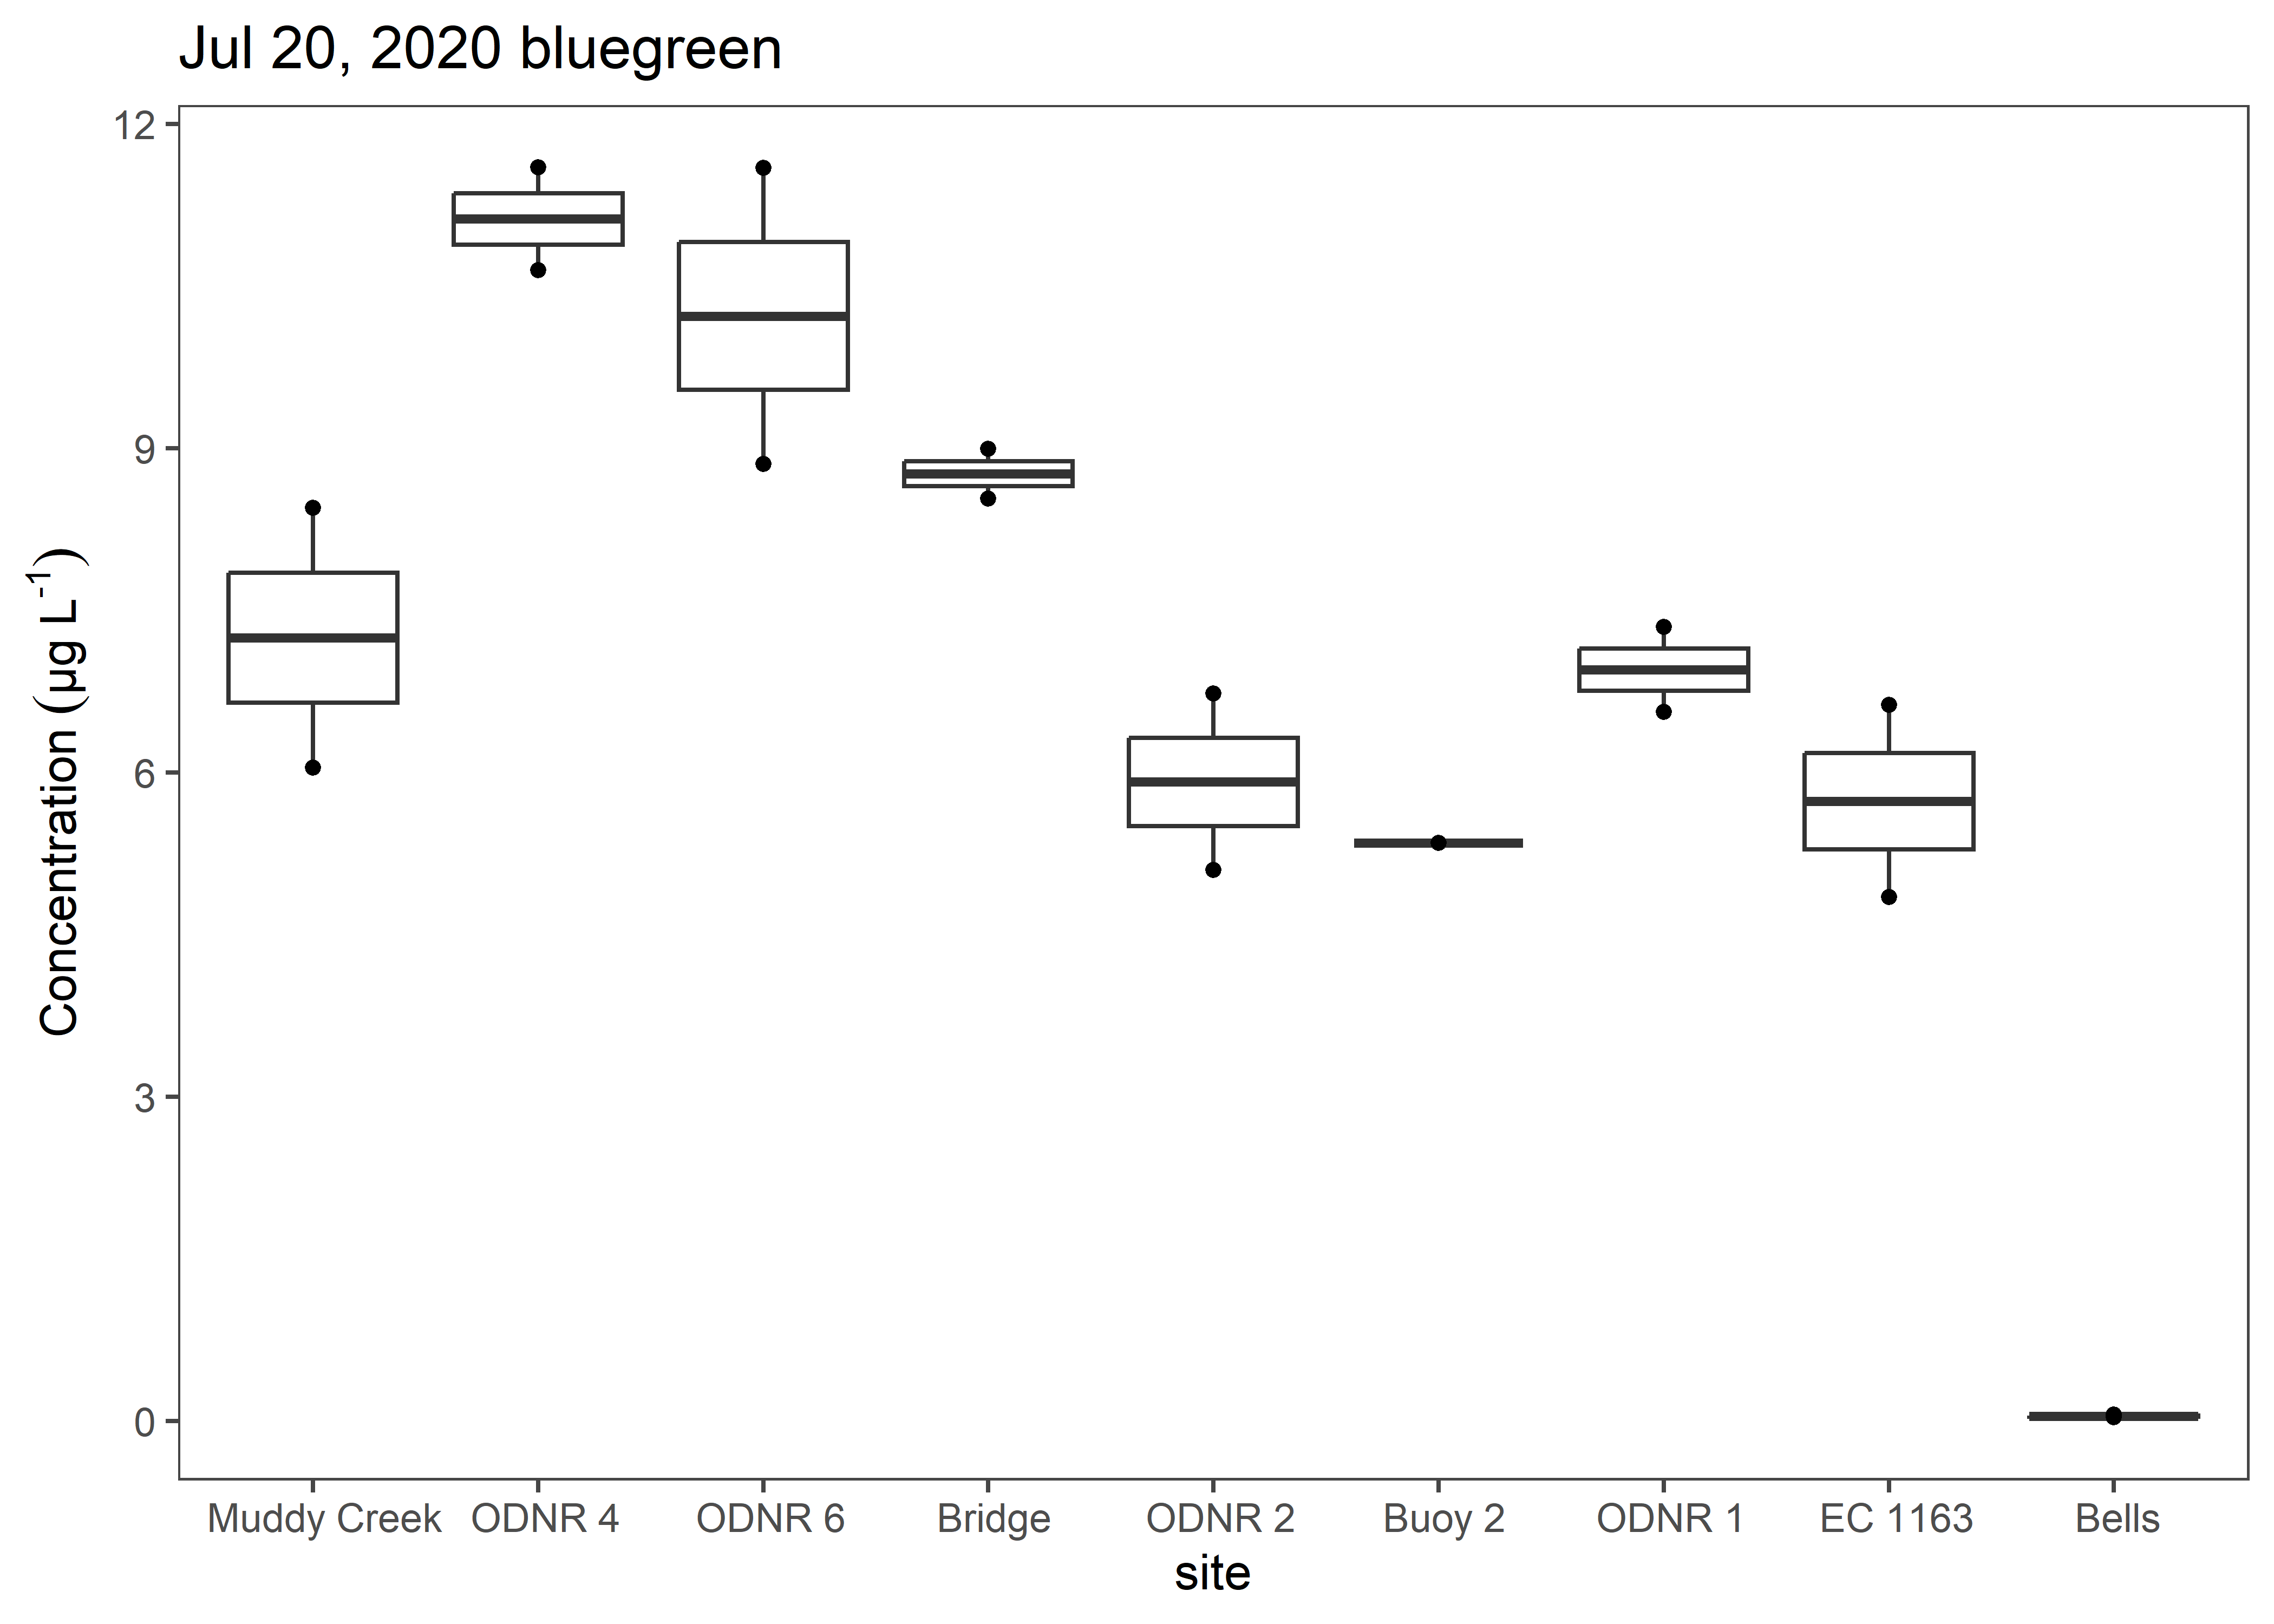 Jul 20, 2020 bluegreen
12
9
6
3
0
Concentration (µg L⁻¹)
Muddy Creek ODNR 4 ODNR 6 Bridge ODNR 2 Buoy 2 ODNR 1 EC 1163 Bells
site